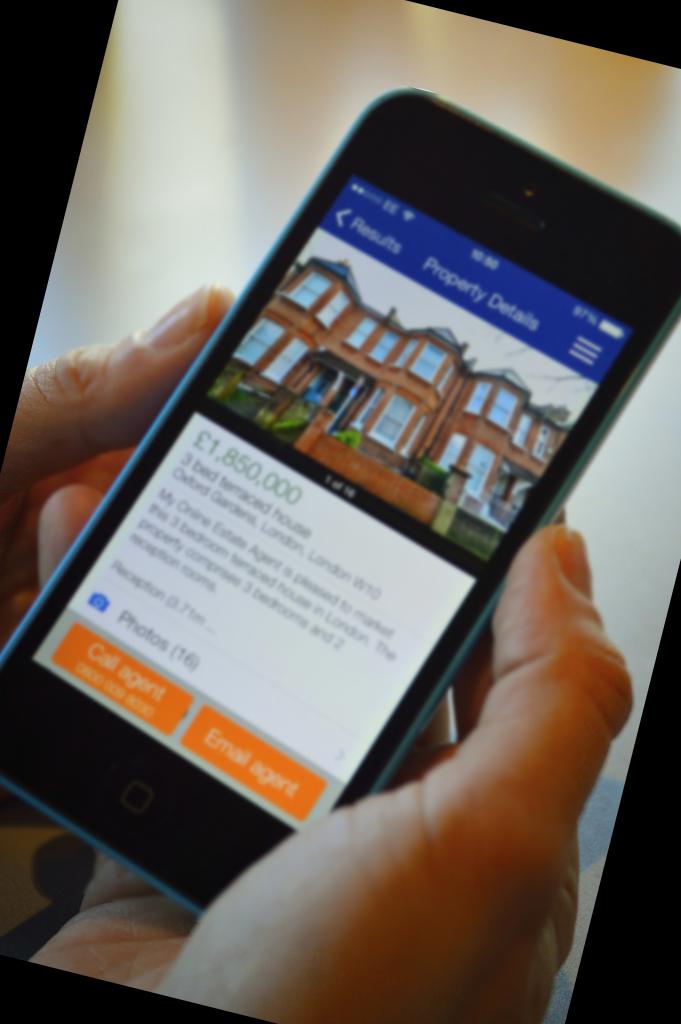 EE 10:50 97%
Results Property Details
1 of 16
£1,850,000
3 bed terraced house
Oxford Gardens, London, London W10
My Online Estate Agent is pleased to market
this 3 bedroom terraced house in London. The
property comprises 3 bedrooms and 2
reception rooms.
Reception (3.71m ...
Photos (16)
Call agent
Email agent